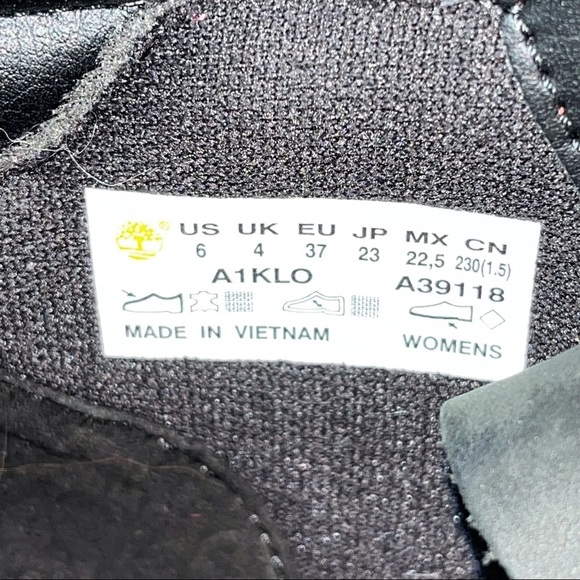 ® US UK EU JP MX CN
6 4 37 23 22,5 230(1.5)
A1KLO A39118
MADE IN VIETNAM WOMENS